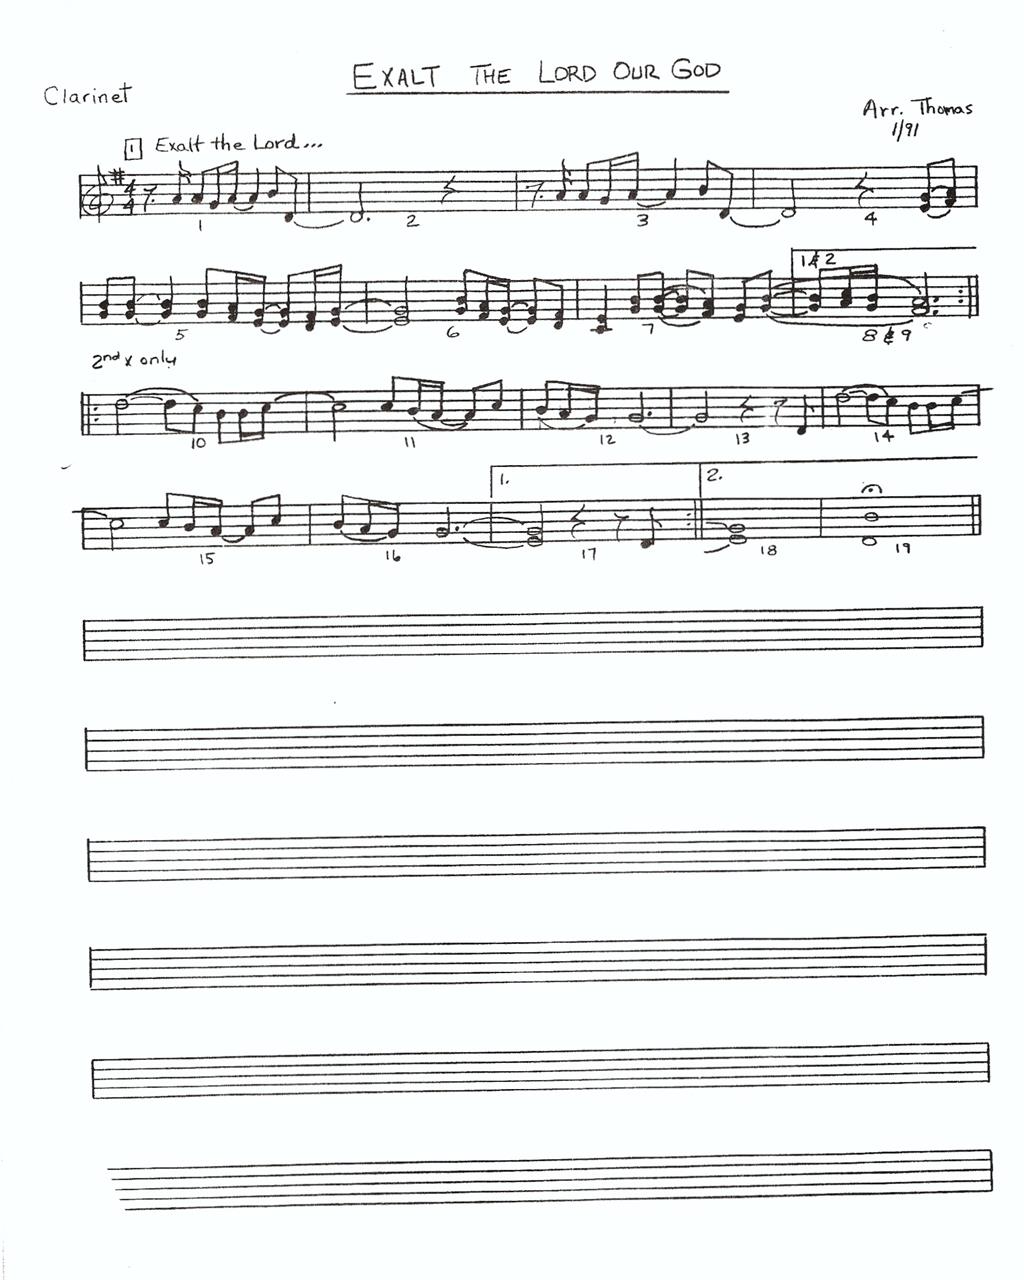 EXALT THE LORD OUR GOD
Clarinet
Arr. Thomas
1/91
1 Exalt the Lord...
4
4
1 2 3 4
1 & 2
5 6 7 8 & 9
2nd x only
10 11 12 13 14
1. 2.
15 16 17 18 19